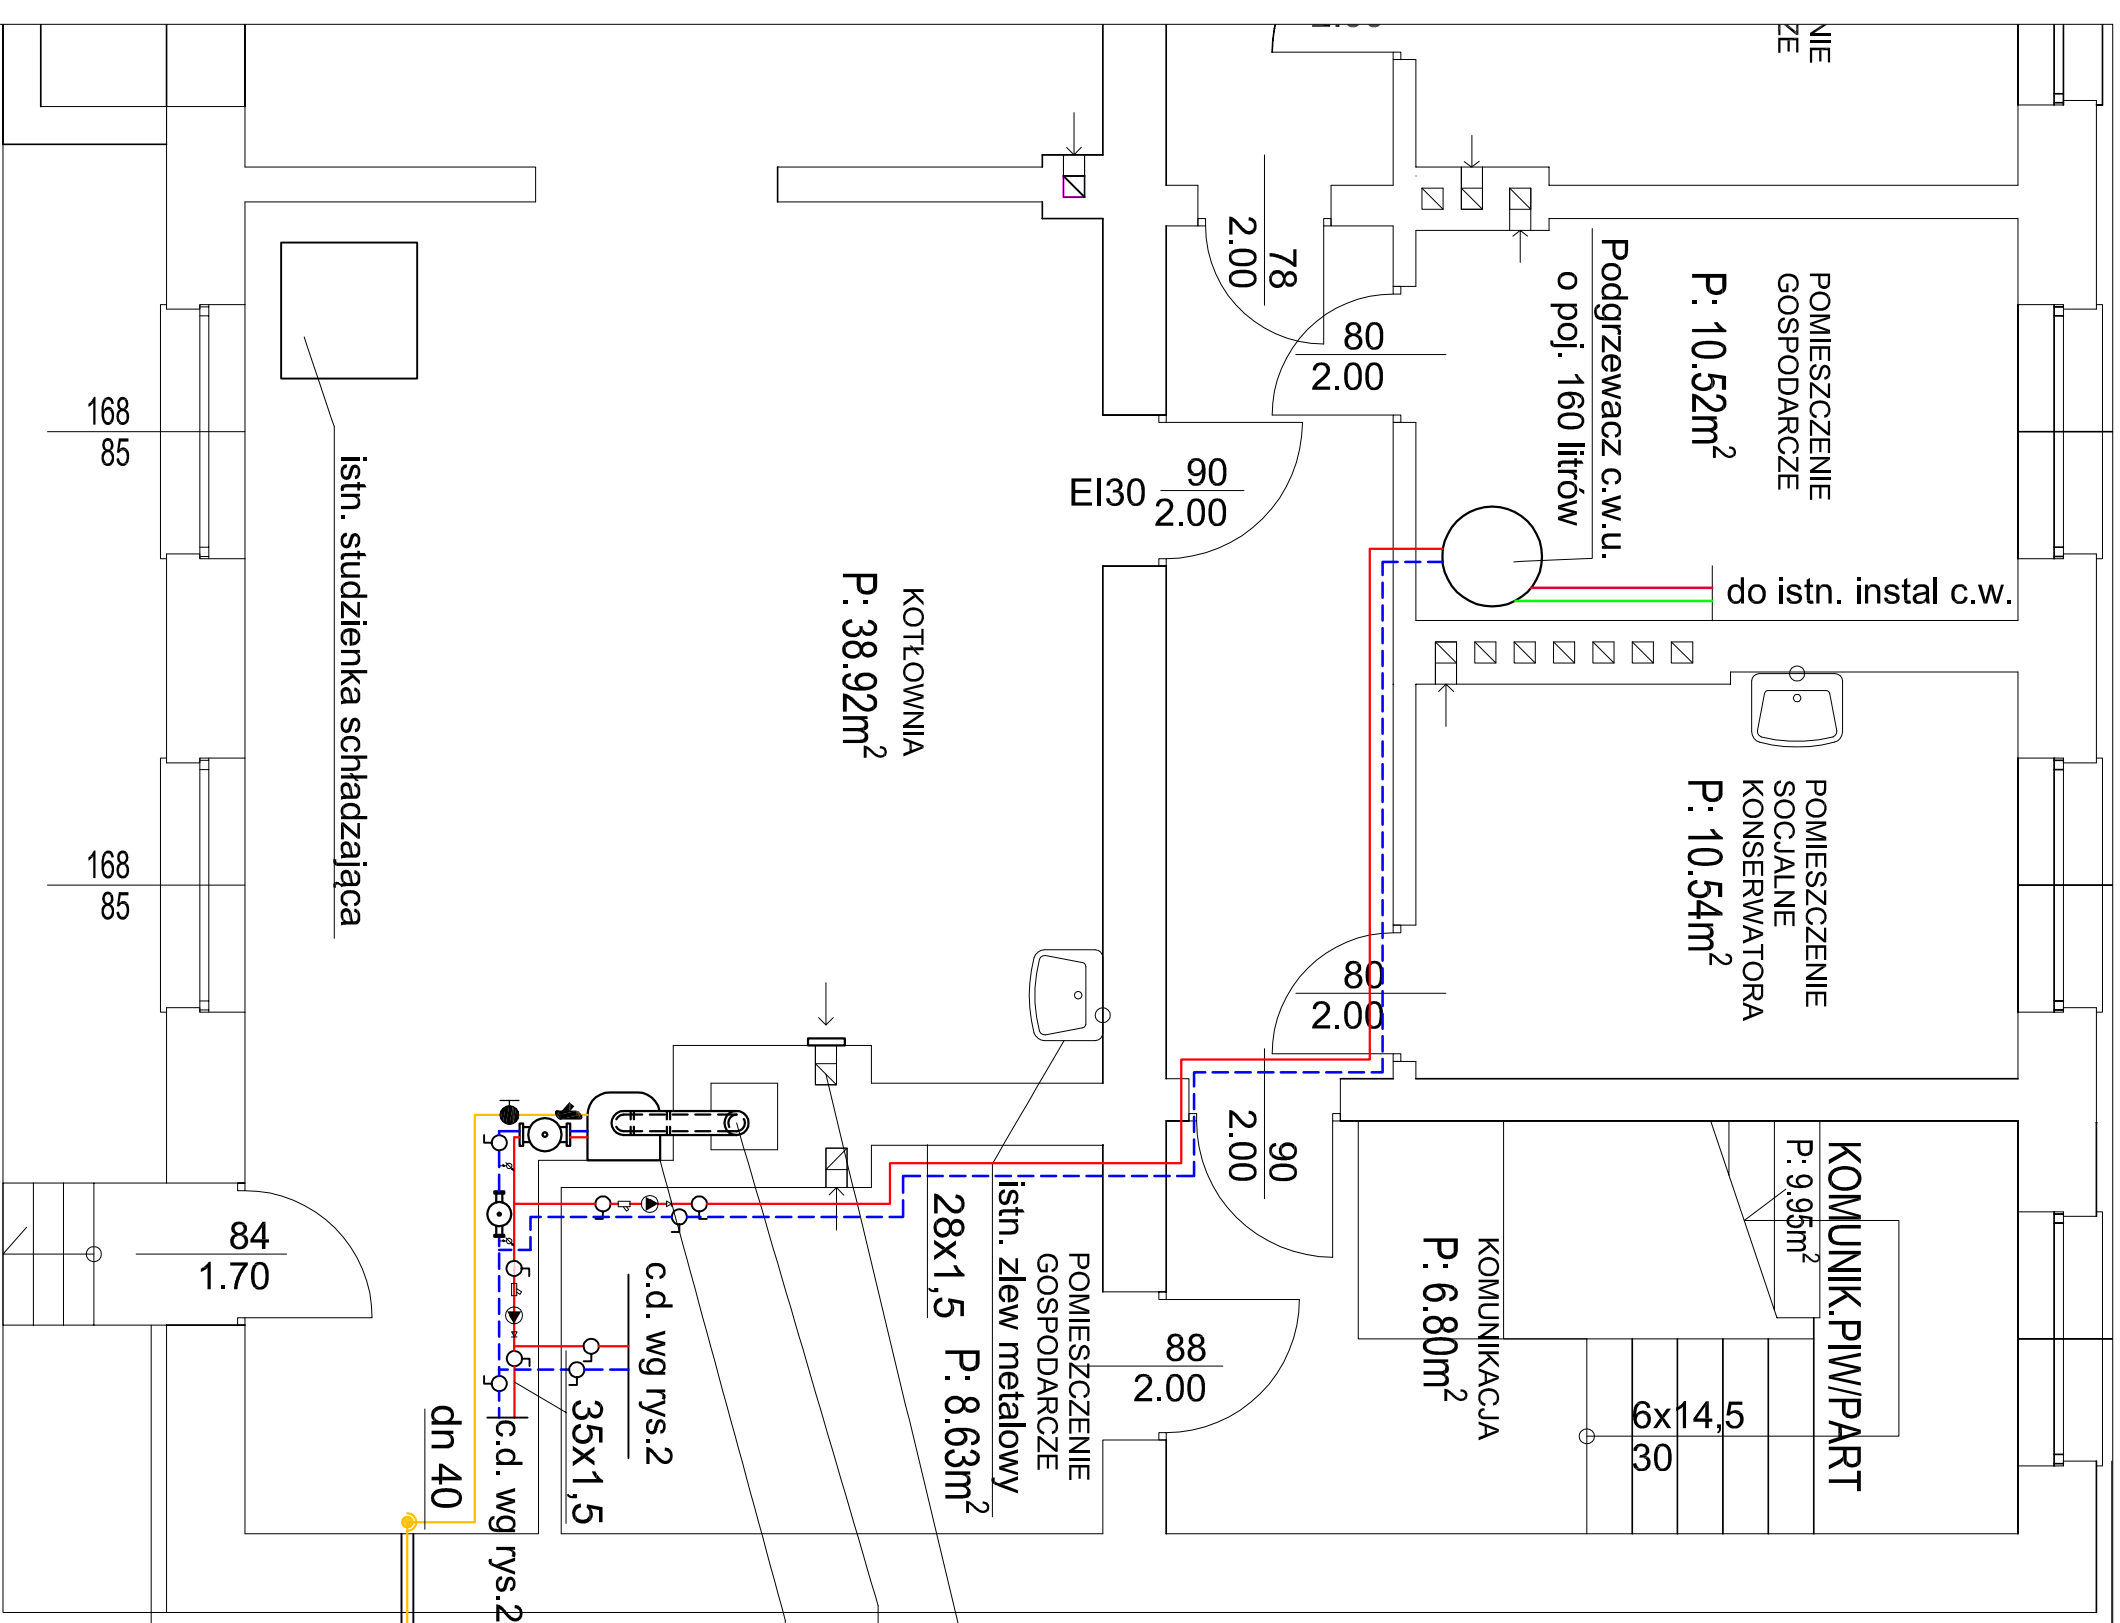 POMIESZCZENIE
GOSPODARCZE
P: 10.52m²
Podgrzewacz c.w.u.
o poj. 160 litrów
do istn. instal c.w.
78
2.00
80
2.00
EI30
90
2.00
KOTŁOWNIA
P: 38.92m²
168
85
istn. studzienka schładzająca
168
85
POMIESZCZENIE
SOCJALNE
KONSERWATORA
P: 10.54m²
80
2.00
90
2.00
KOMUNIK.PIW/PART
P: 9.95m²
KOMUNIKACJA
P: 6.80m²
6x14,5
30
88
2.00
POMIESZCZENIE
GOSPODARCZE
P: 8.63m²
istn. zlew metalowy
28x1,5
84
1.70
c.d. wg rys.2
35x1,5
c.d. wg rys.2
dn 40